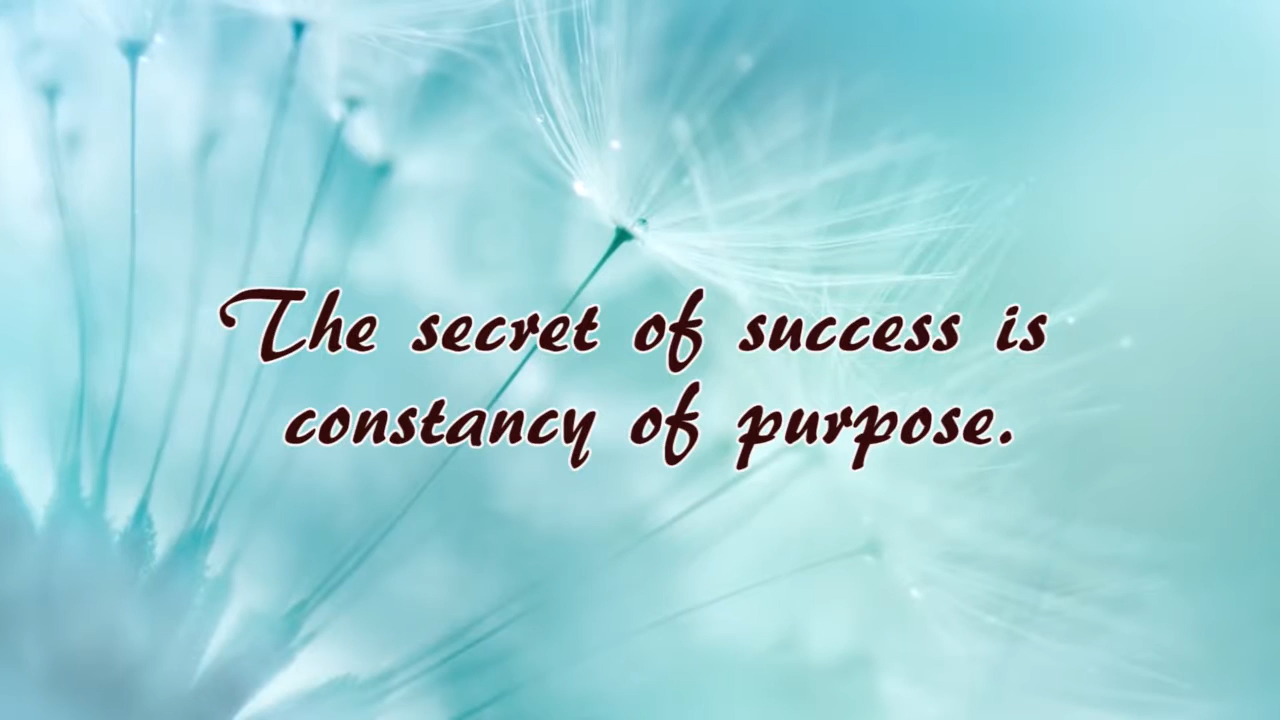 The secret of success is
constancy of purpose.